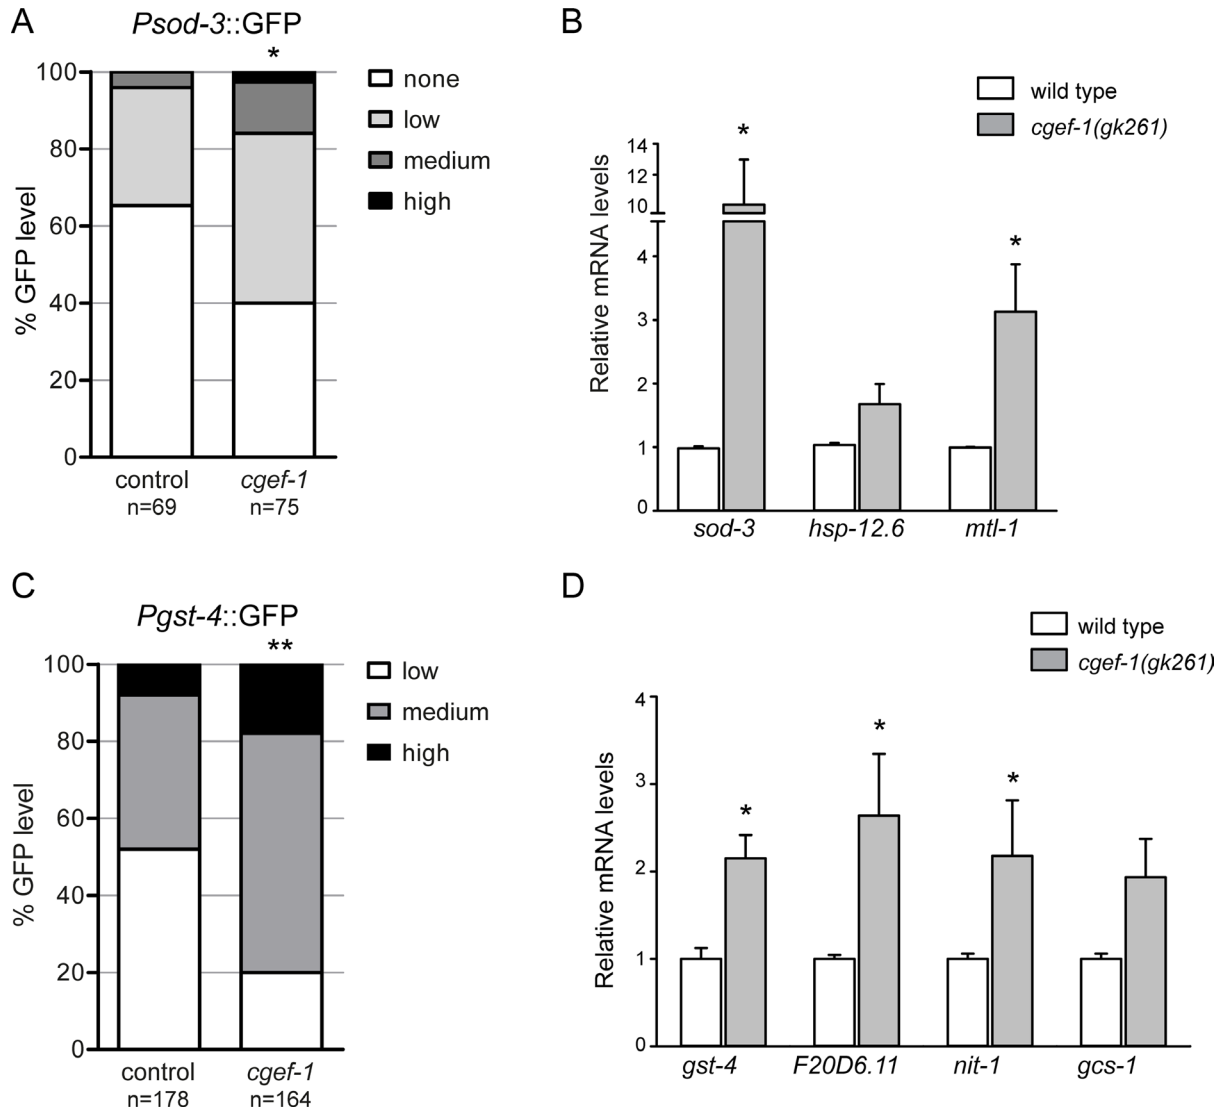 A
Psod-3::GFP
*
100
80
60
40
20
0
% GFP level
control
n=69
cgef-1
n=75
none
low
medium
high
B
wild type
cgef-1(gk261)
Relative mRNA levels
14
12
10
4
3
2
1
0
*
*
sod-3
hsp-12.6
mtl-1
C
Pgst-4::GFP
**
100
80
60
40
20
0
% GFP level
control
n=178
cgef-1
n=164
low
medium
high
D
wild type
cgef-1(gk261)
Relative mRNA levels
4
3
2
1
0
*
*
*
gst-4
F20D6.11
nit-1
gcs-1